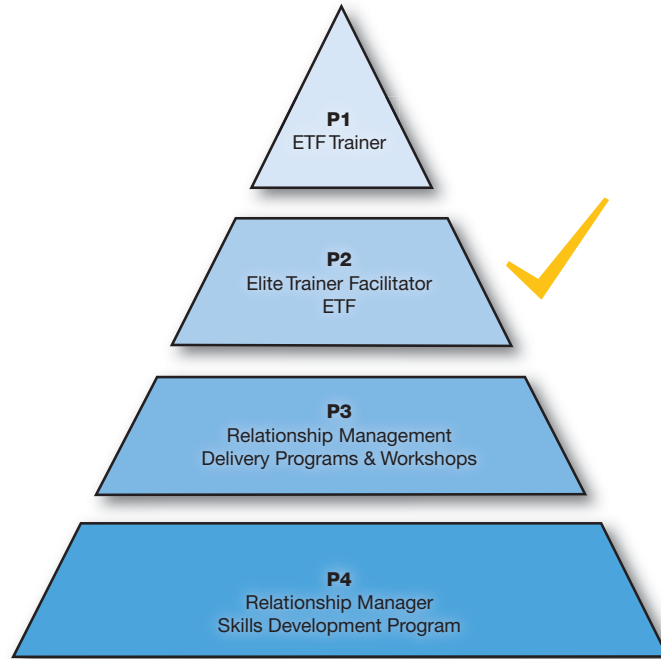 P1
ETF Trainer
P2
Elite Trainer Facilitator
ETF
P3
Relationship Management
Delivery Programs & Workshops
P4
Relationship Manager
Skills Development Program